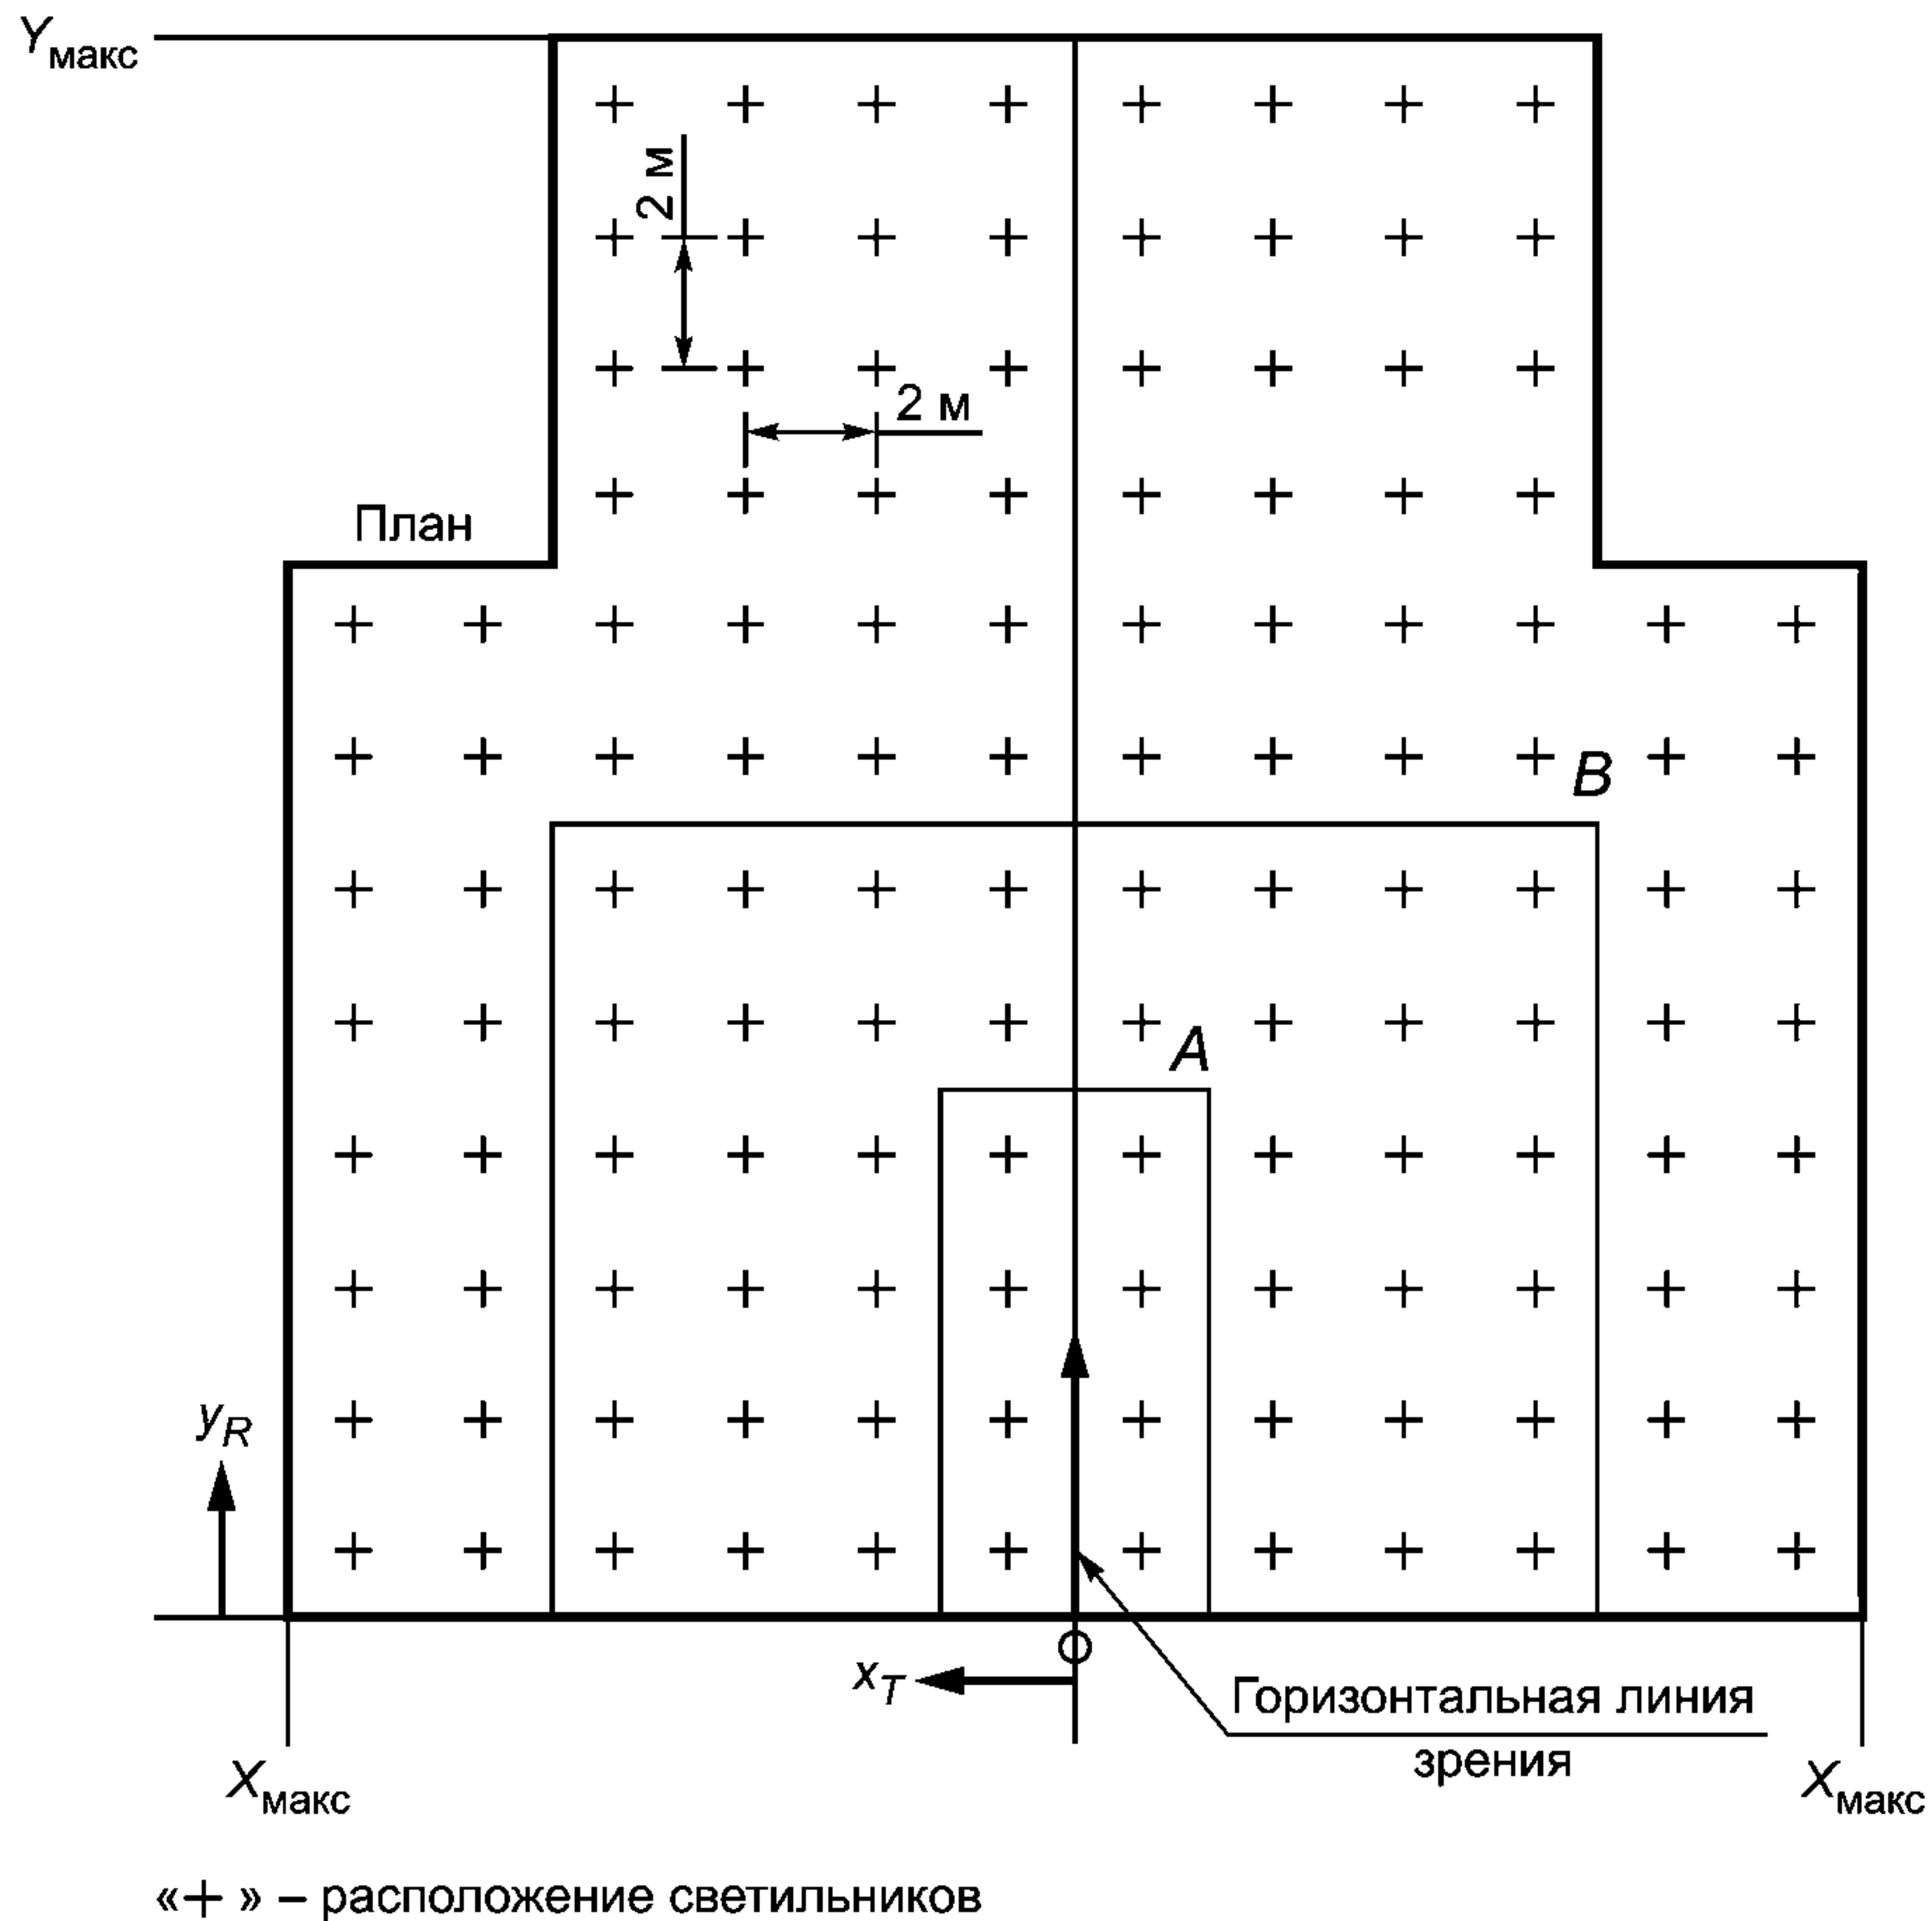 Yмакс
2 м
2 м
План
B
A
yR
xT
Горизонтальная линия
зрения
Xмакс
Xмакс
«+» – расположение светильников